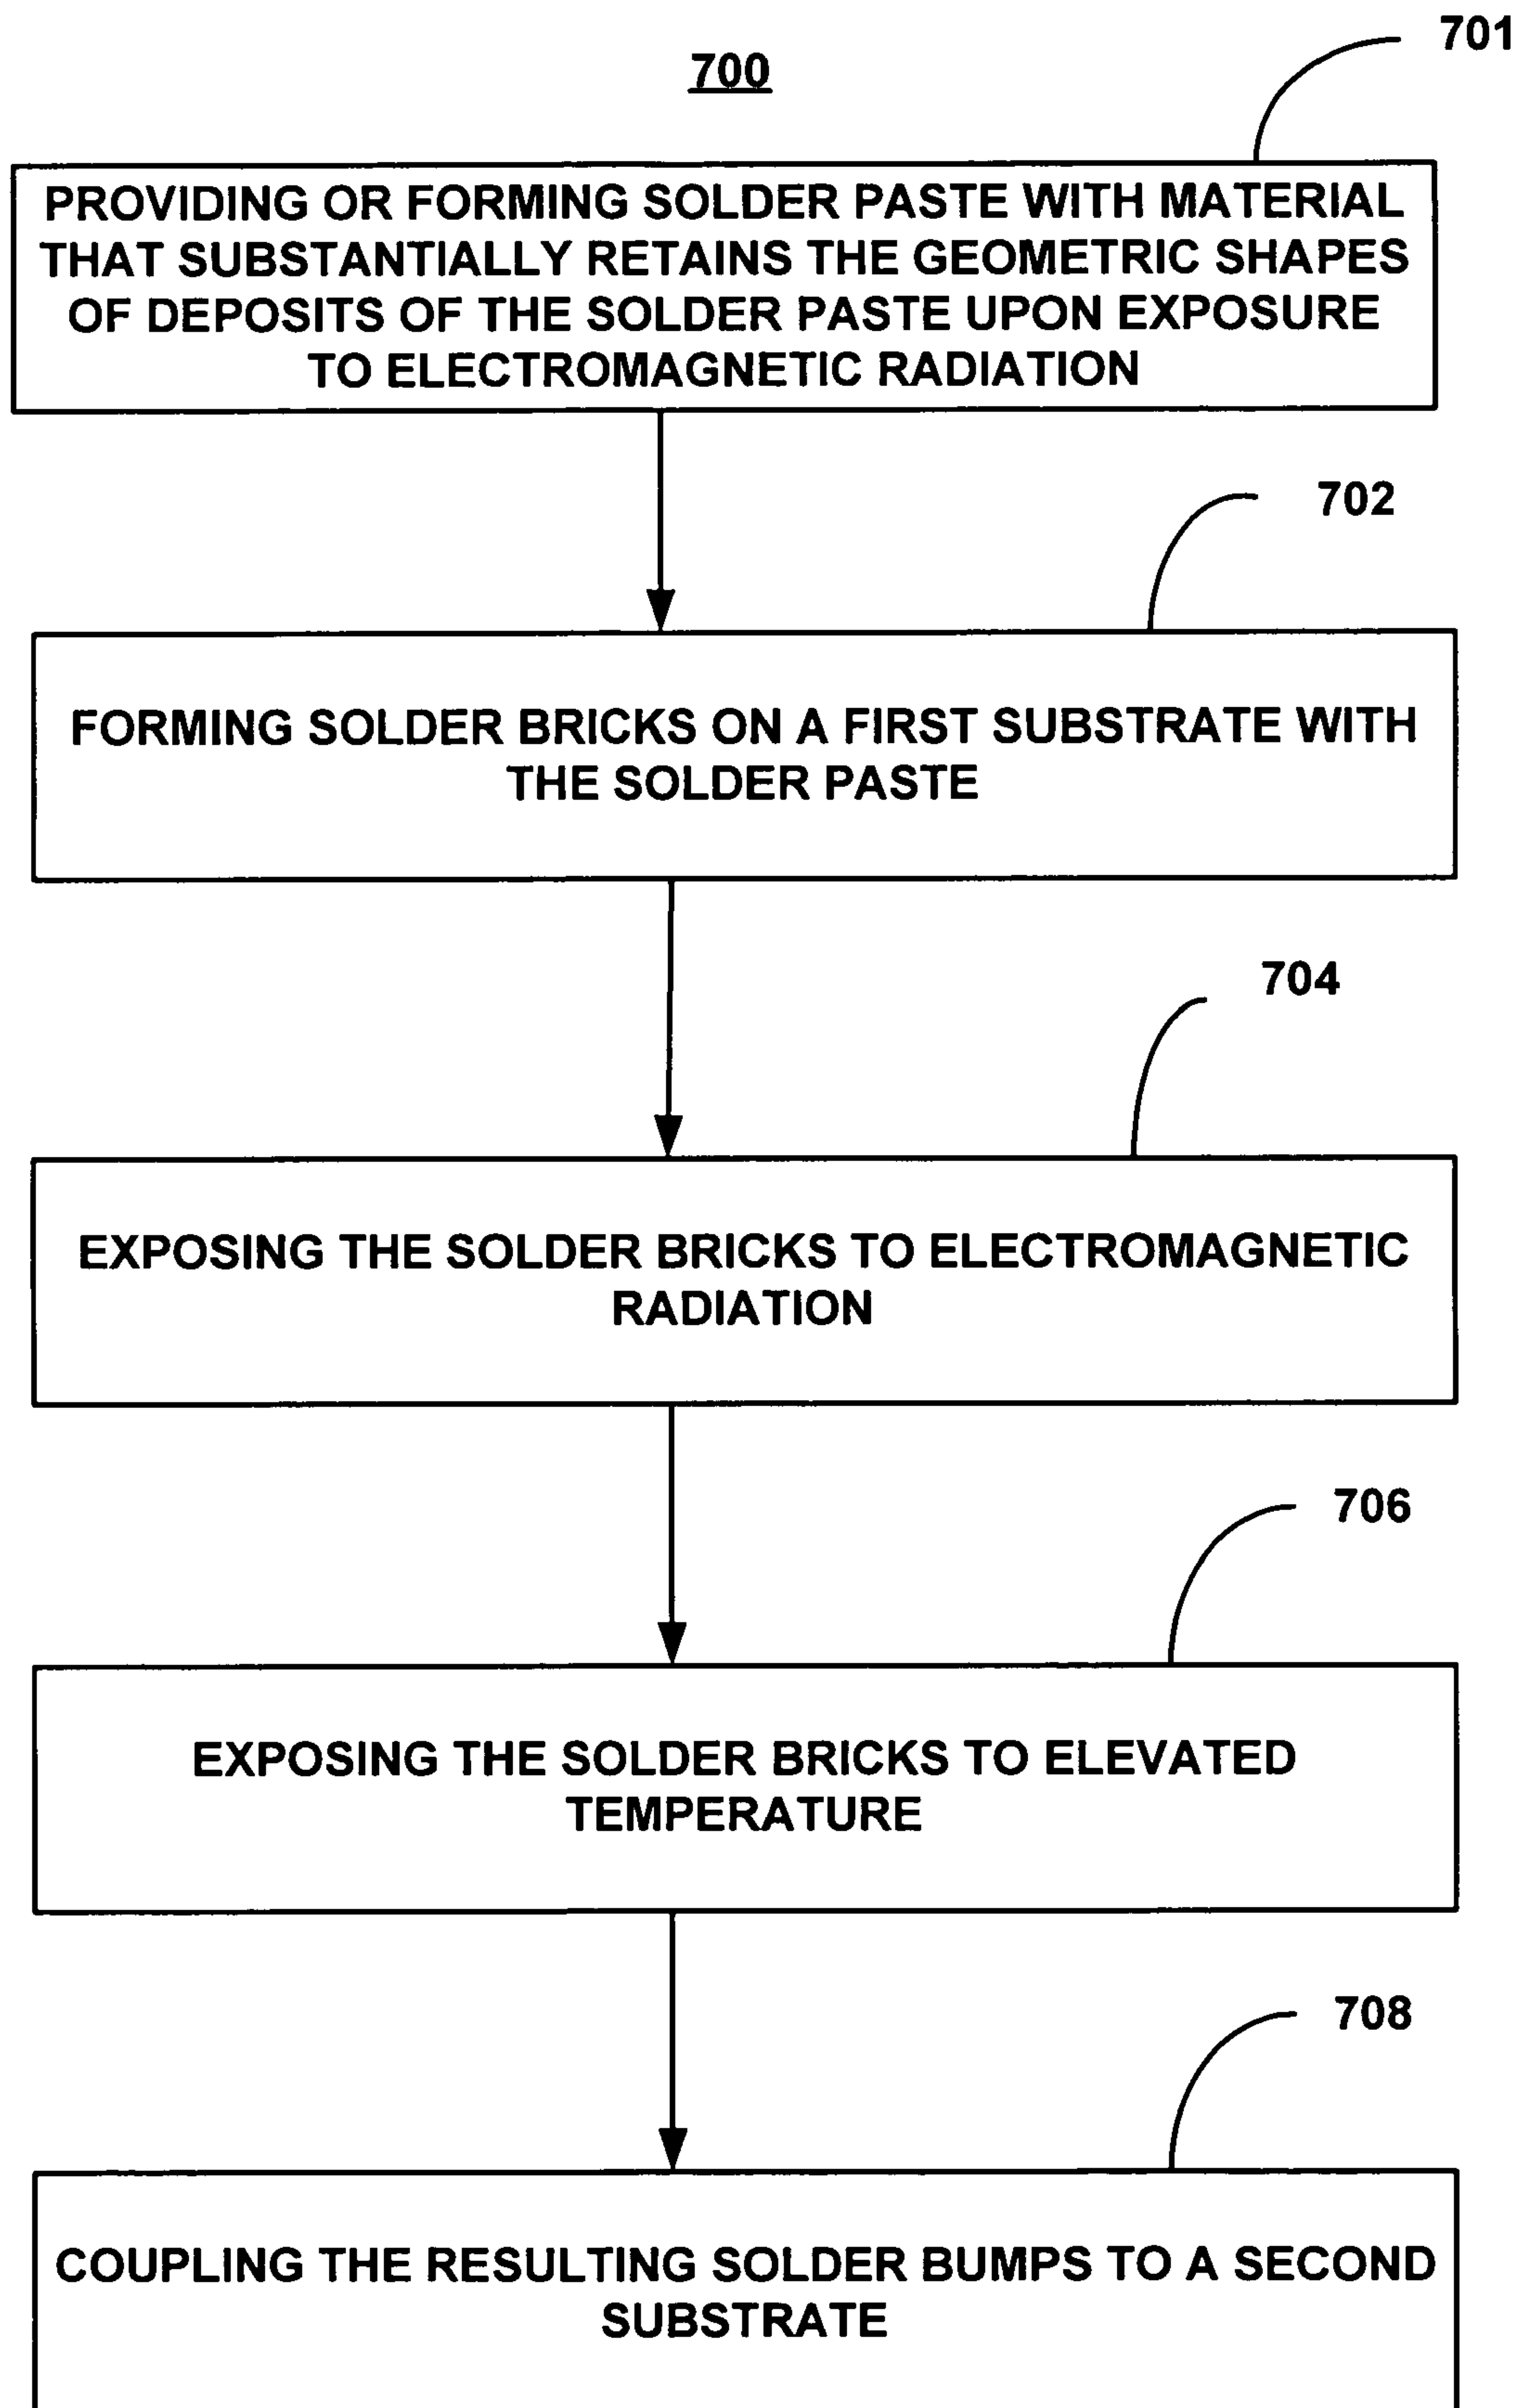 701
700
PROVIDING OR FORMING SOLDER PASTE WITH MATERIAL
THAT SUBSTANTIALLY RETAINS THE GEOMETRIC SHAPES
OF DEPOSITS OF THE SOLDER PASTE UPON EXPOSURE
TO ELECTROMAGNETIC RADIATION
702
FORMING SOLDER BRICKS ON A FIRST SUBSTRATE WITH
THE SOLDER PASTE
704
EXPOSING THE SOLDER BRICKS TO ELECTROMAGNETIC
RADIATION
706
EXPOSING THE SOLDER BRICKS TO ELEVATED
TEMPERATURE
708
COUPLING THE RESULTING SOLDER BUMPS TO A SECOND
SUBSTRATE